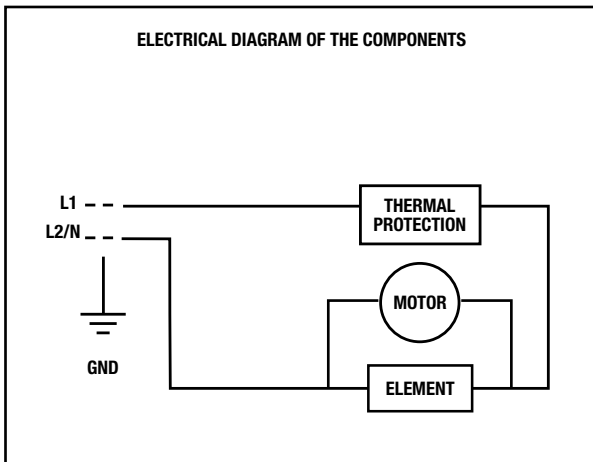 ELECTRICAL DIAGRAM OF THE COMPONENTS
L1
THERMAL
PROTECTION
L2/N
MOTOR
GND
ELEMENT